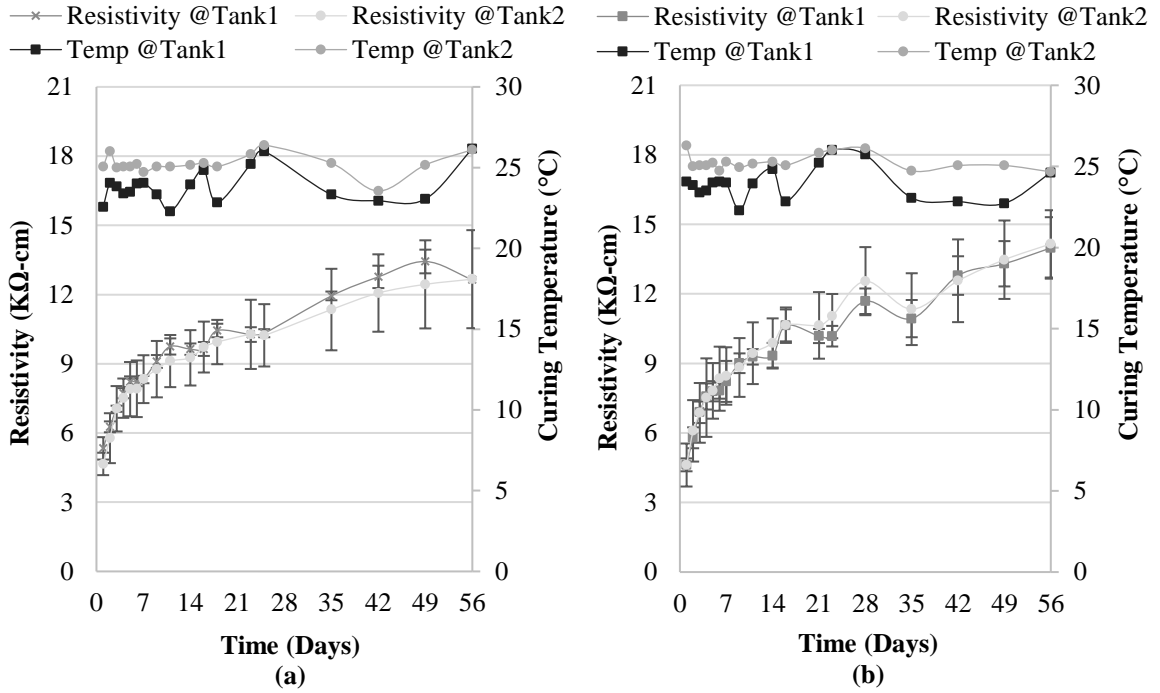 Resistivity @Tank1
Resistivity @Tank2
Temp @Tank1
Temp @Tank2
21
18
15
12
9
6
3
0
Resistivity (KΩ-cm)
30
25
20
15
10
5
0
Curing Temperature (°C)
0 7 14 21 28 35 42 49 56
Time (Days)
(a)
Resistivity @Tank1
Resistivity @Tank2
Temp @Tank1
Temp @Tank2
21
18
15
12
9
6
3
0
Resistivity (KΩ-cm)
30
25
20
15
10
5
0
Curing Temperature (°C)
0 7 14 21 28 35 42 49 56
Time (Days)
(b)